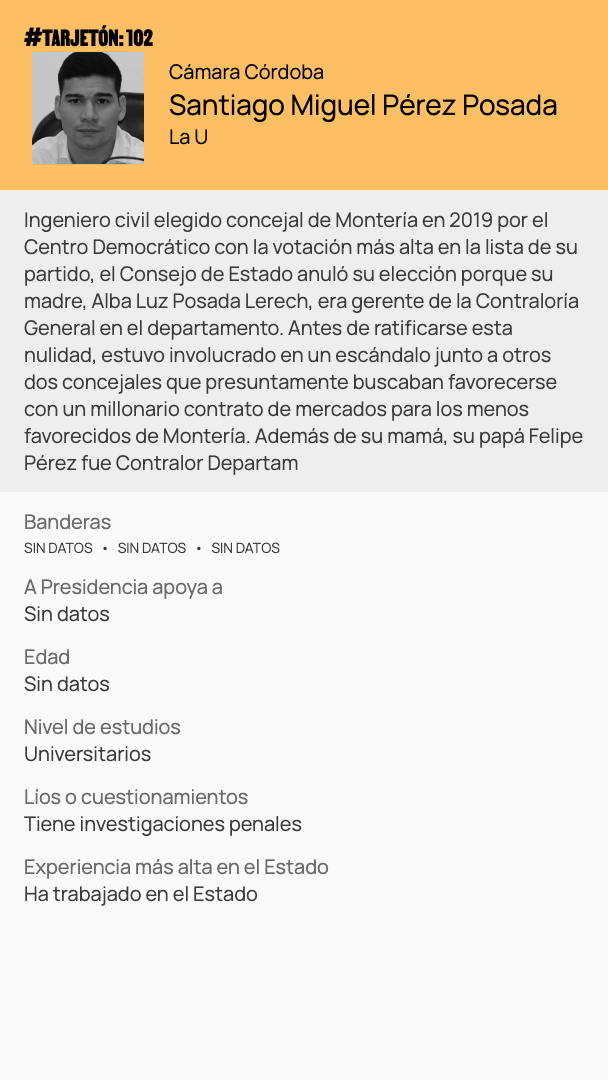 #TARJETÓN: 102
Cámara Córdoba
Santiago Miguel Pérez Posada
La U
Ingeniero civil elegido concejal de Montería en 2019 por el
Centro Democrático con la votación más alta en la lista de su
partido, el Consejo de Estado anuló su elección porque su
madre, Alba Luz Posada Lerech, era gerente de la Contraloría
General en el departamento. Antes de ratificarse esta
nulidad, estuvo involucrado en un escándalo junto a otros
dos concejales que presuntamente buscaban favorecerse
con un millonario contrato de mercados para los menos
favorecidos de Montería. Además de su mamá, su papá Felipe
Pérez fue Contralor Departam
Banderas
SIN DATOS • SIN DATOS • SIN DATOS
A Presidencia apoya a
Sin datos
Edad
Sin datos
Nivel de estudios
Universitarios
Líos o cuestionamientos
Tiene investigaciones penales
Experiencia más alta en el Estado
Ha trabajado en el Estado